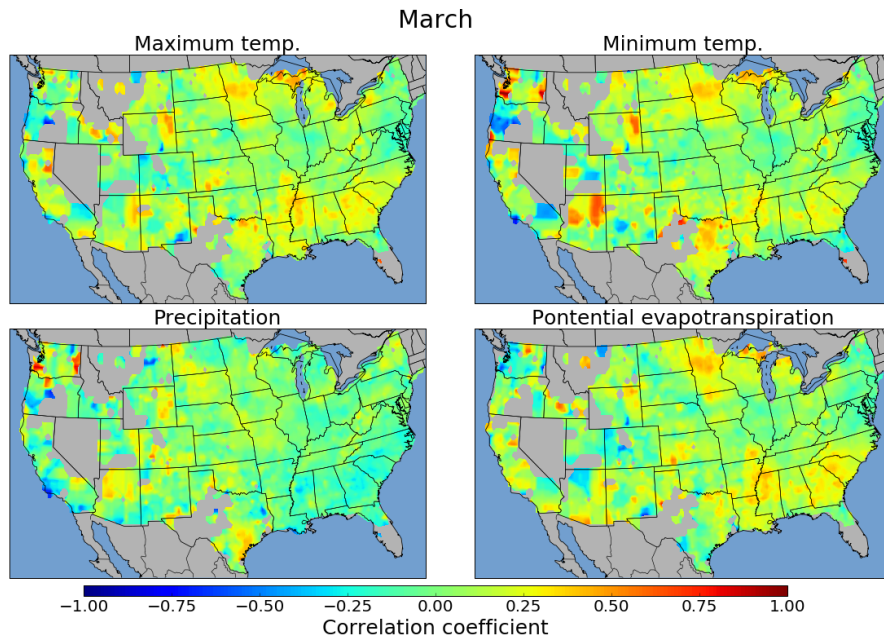 March
Maximum temp.
Minimum temp.
Precipitation
Pontential evapotranspiration
−1.00 −0.75 −0.50 −0.25 0.00 0.25 0.50 0.75 1.00
Correlation coefficient